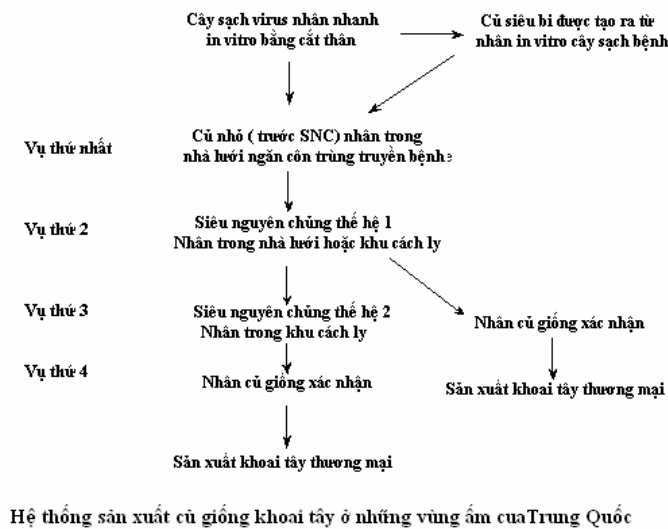 Cây sạch virus nhân nhanh
in vitro bằng cắt thân
Củ siêu bi được tạo ra từ
nhân in vitro cây sạch bệnh
Vụ thứ nhất
Củ nhỏ ( trước SNC) nhân trong
nhà lưới ngăn côn trùng truyền bệnh
Vụ thứ 2
Siêu nguyên chủng thế hệ 1
Nhân trong nhà lưới hoặc khu cách ly
Vụ thứ 3
Siêu nguyên chủng thế hệ 2
Nhân trong khu cách ly
Nhân củ giống xác nhận
Vụ thứ 4
Nhân củ giống xác nhận
Sản xuất khoai tây thương mại
Sản xuất khoai tây thương mại
Hệ thống sản xuất củ giống khoai tây ở những vùng ấm cuaTrung Quốc